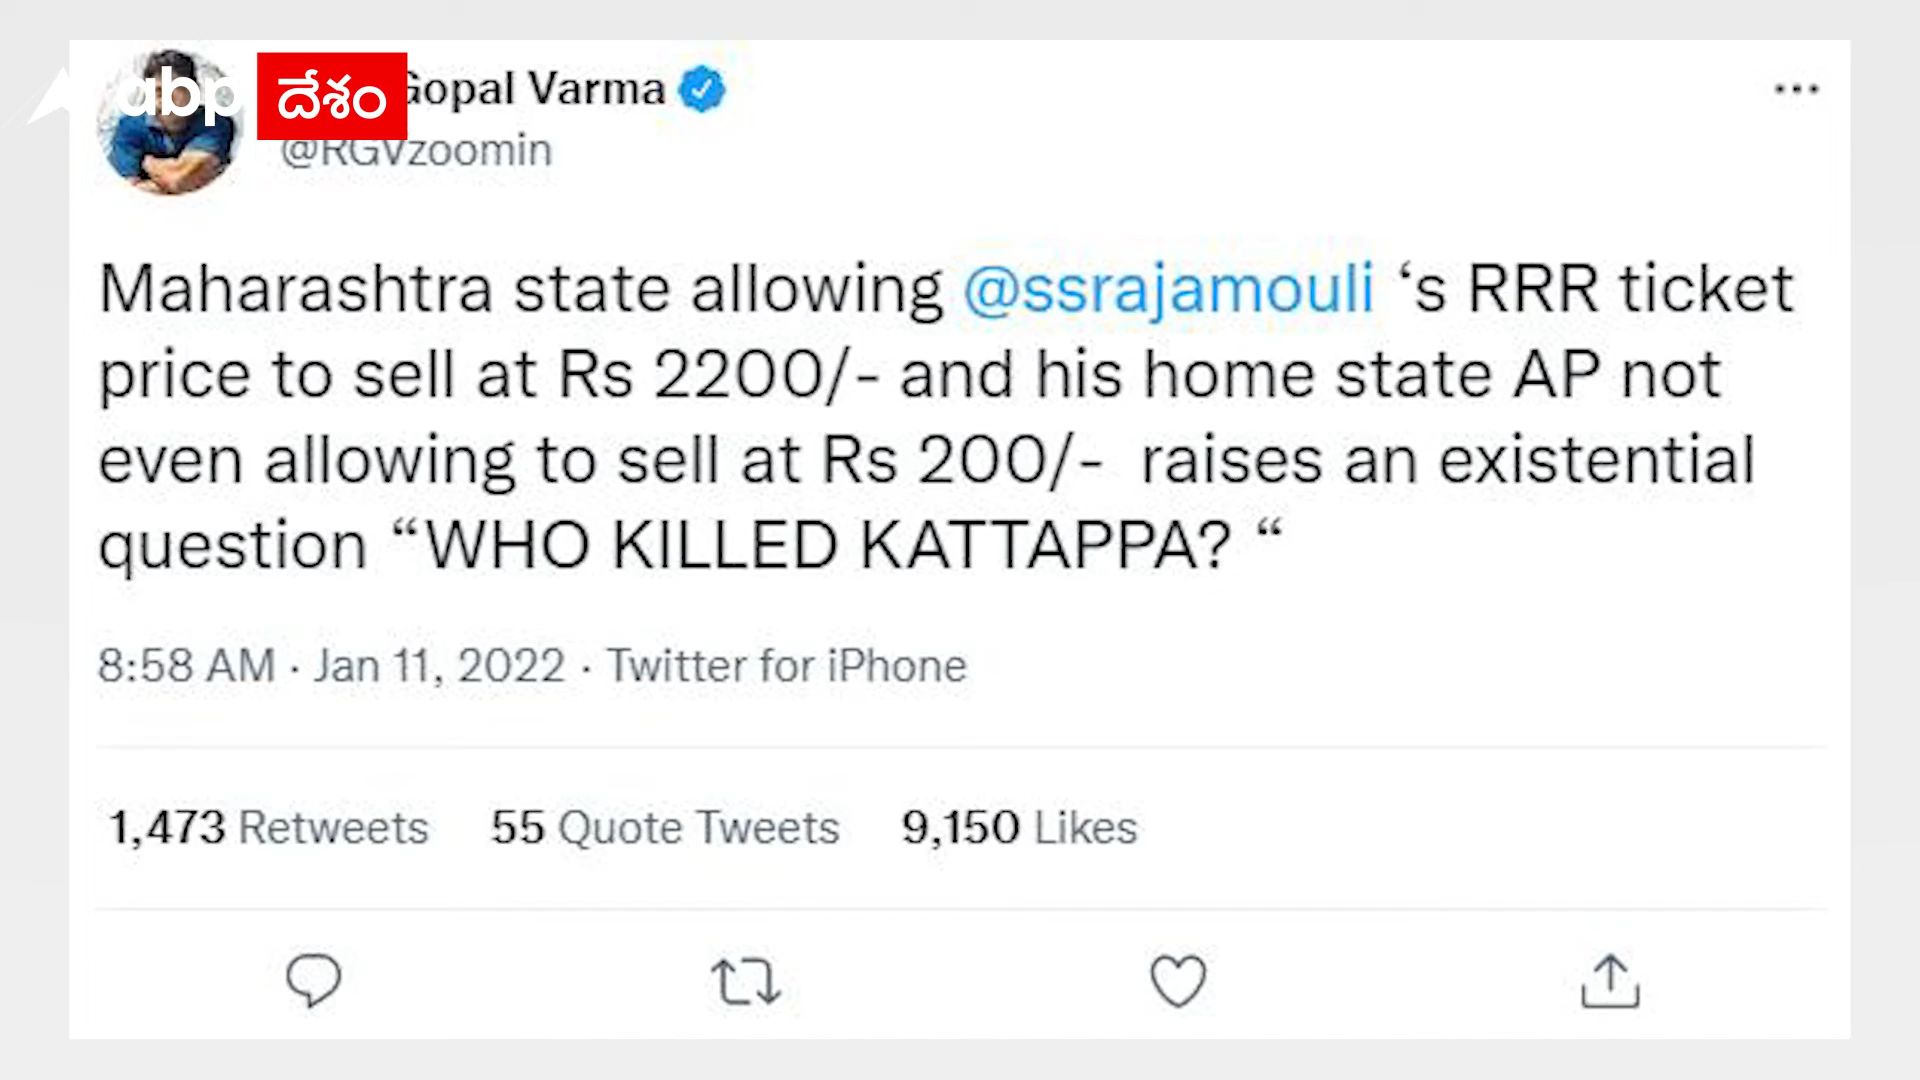 abp దేశం
Gopal Varma
@RGVzoomin
Maharashtra state allowing @ssrajamouli ‘s RRR ticket
price to sell at Rs 2200/- and his home state AP not
even allowing to sell at Rs 200/-  raises an existential
question “WHO KILLED KATTAPPA? “
8:58 AM · Jan 11, 2022 · Twitter for iPhone
1,473 Retweets 55 Quote Tweets 9,150 Likes